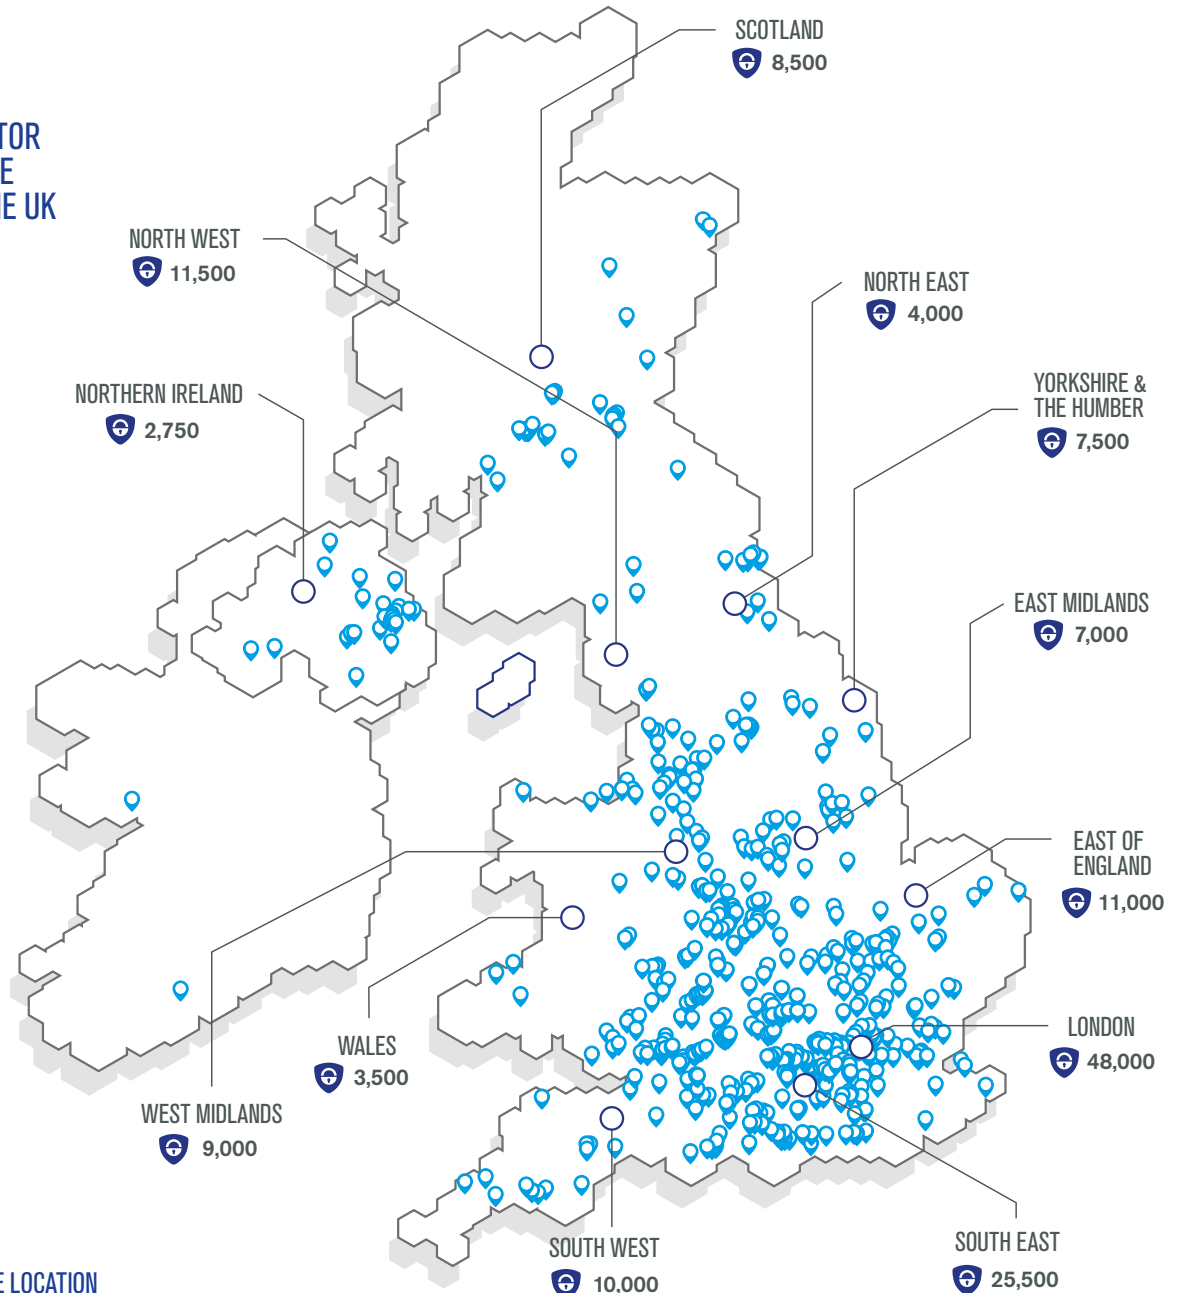 SCOTLAND
8,500
TOR
E
IE UK
NORTH WEST
11,500
NORTH EAST
4,000
YORKSHIRE &
THE HUMBER
7,500
NORTHERN IRELAND
2,750
EAST MIDLANDS
7,000
EAST OF
ENGLAND
11,000
LONDON
48,000
WALES
3,500
WEST MIDLANDS
9,000
SOUTH WEST
10,000
SOUTH EAST
25,500
E LOCATION